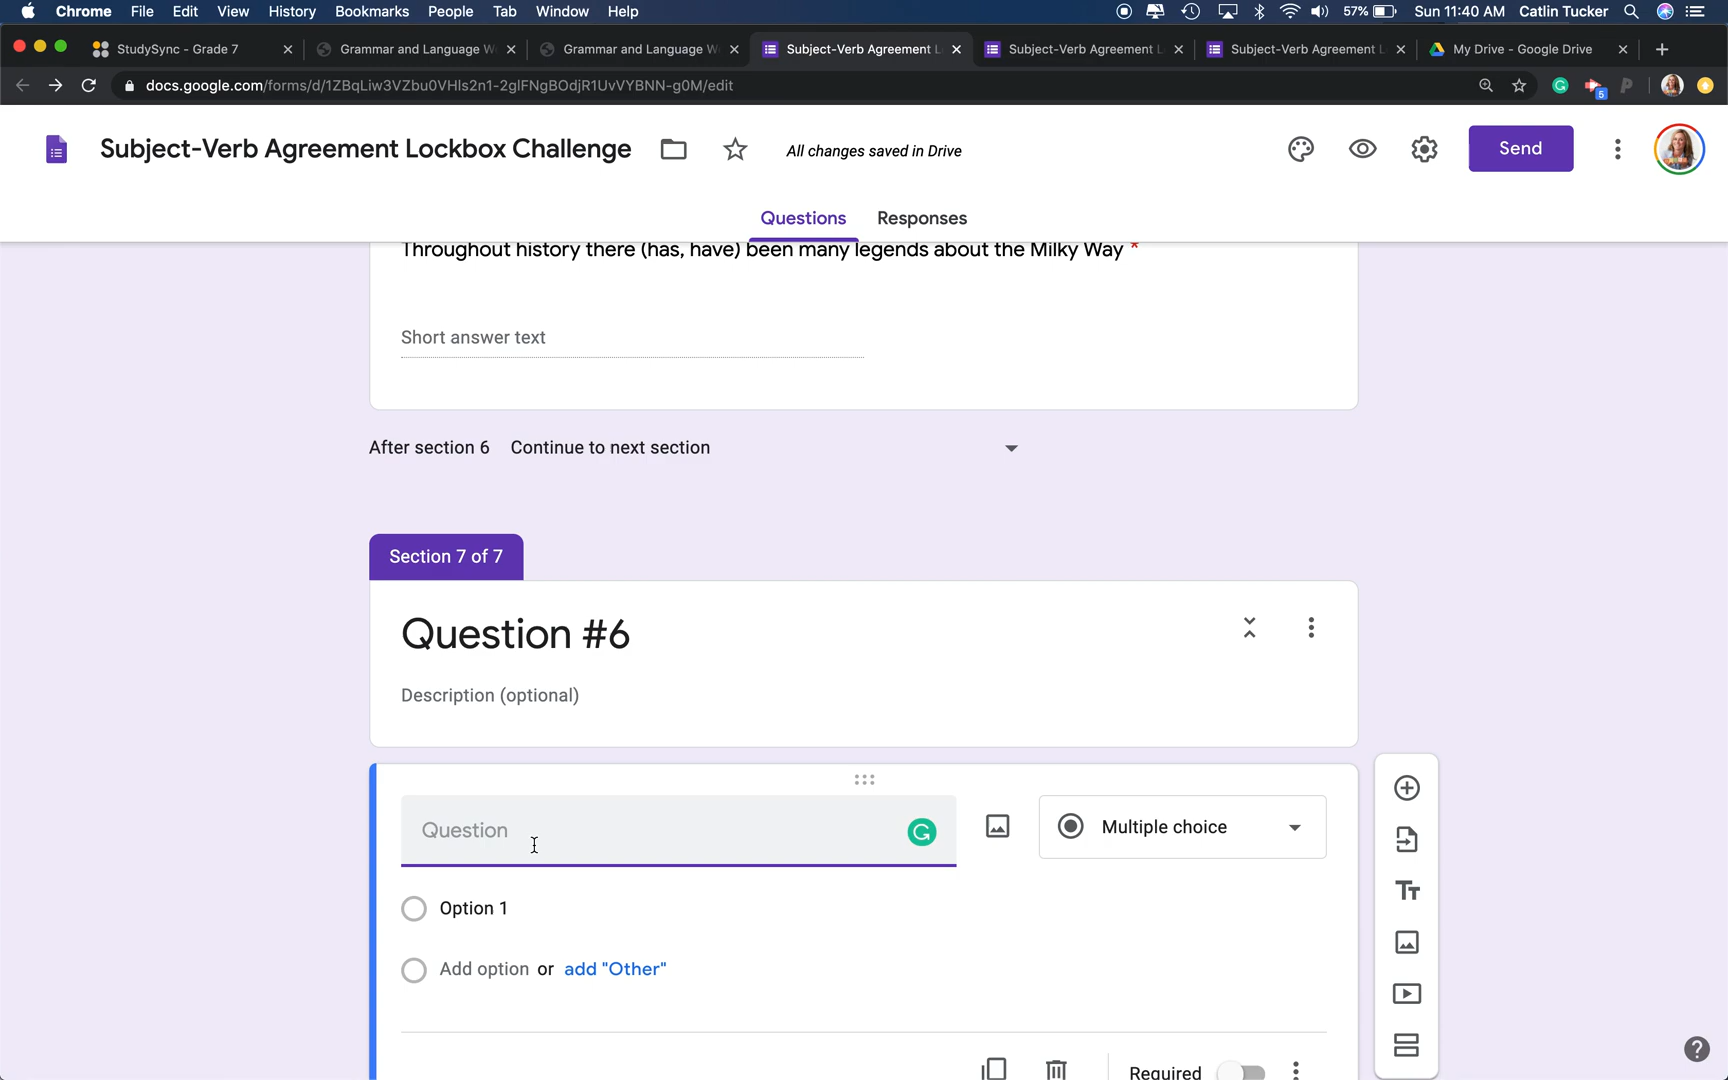 Chrome File Edit View History Bookmarks People Tab Window Help 57% Sun 11:40 AM Catlin Tucker
StudySync - Grade 7 Grammar and Language W Grammar and Language W Subject-Verb Agreement L Subject-Verb Agreement L Subject-Verb Agreement L My Drive - Google Drive
docs.google.com/forms/d/1ZBqLiw3VZbu0VHIs2n1-2glFNgBOdjR1UvVYBNN-g0M/edit 5
Subject-Verb Agreement Lockbox Challenge All changes saved in Drive Send
Questions Responses
Throughout history there (has, have) been many legends about the Milky Way *
Short answer text
After section 6 Continue to next section
Section 7 of 7
Question #6
Description (optional)
Question Multiple choice
Option 1
Add option or add "Other"
Required